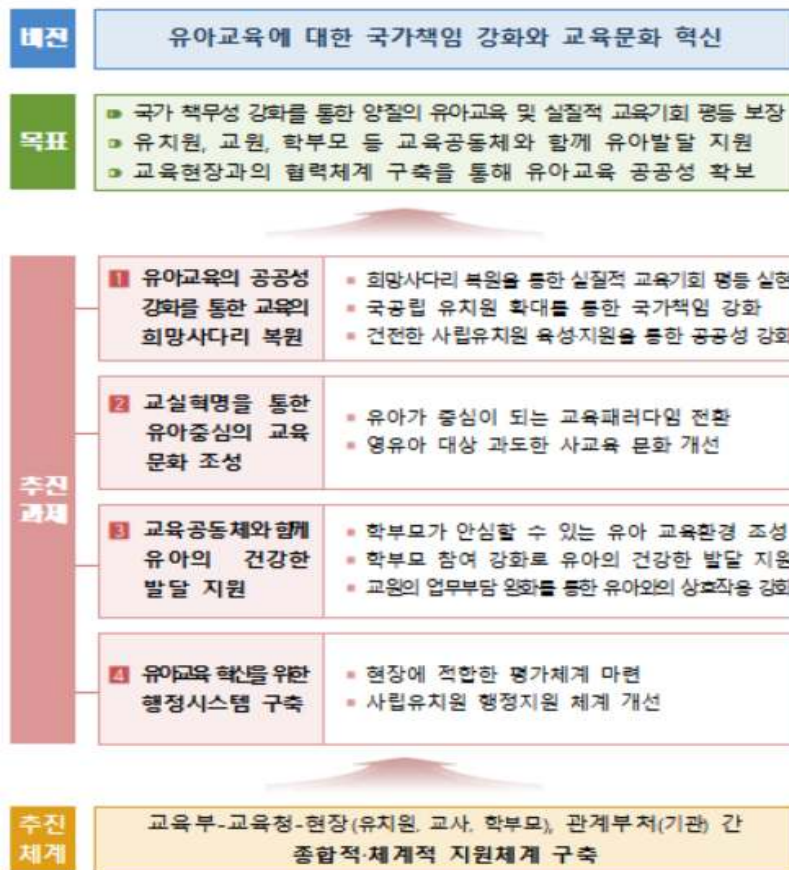 비전
유아교육에 대한 국가책임 강화와 교육문화 혁신
목표
국가 책무성 강화를 통한 양질의 유아교육 및 실질적 교육기회 평등 보장
유치원, 교원, 학부모 등 교육공동체와 함께 유아발달 지원
교육현장과의 협력체계 구축을 통해 유아교육 공공성 확보
추진
과제
1 유아교육의 공공성
강화를 통한 교육의
희망사다리 복원
희망사다리 복원을 통한 실질적 교육기회 평등 실현
국공립 유치원 확대를 통한 국가책임 강화
건전한 사립유치원 육성·지원을 통한 공공성 강화
2 교실혁명을 통한
유아중심의 교육
문화 조성
유아가 중심이 되는 교육패러다임 전환
영유아 대상 과도한 사교육 문화 개선
3 교육공동체와 함께
유아의 건강한
발달 지원
학부모가 안심할 수 있는 유아 교육환경 조성
학부모 참여 강화로 유아의 건강한 발달 지원
교원의 업무부담 완화를 통한 유아와의 상호작용 강화
4 유아교육 혁신을 위한
행정시스템 구축
현장에 적합한 평가체계 마련
사립유치원 행정지원 체계 개선
추진
체계
교육부-교육청-현장(유치원, 교사, 학부모), 관계부처(기관) 간
종합적·체계적 지원체계 구축